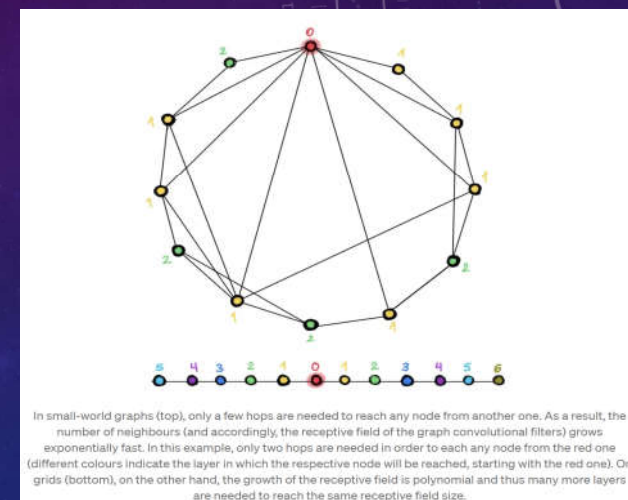 0
2
1
1
1
1
1
2
2
1
1
2
5 4 3 2 1 0 1 2 3 4 5 6
In small-world graphs (top), only a few hops are needed to reach any node from another one. As a result, the
number of neighbours (and accordingly, the receptive field of the graph convolutional filters) grows
exponentially fast. In this example, only two hops are needed in order to each any node from the red one
(different colours indicate the layer in which the respective node will be reached, starting with the red one). On
grids (bottom), on the other hand, the growth of the receptive field is polynomial and thus many more layers
are needed to reach the same receptive field size.